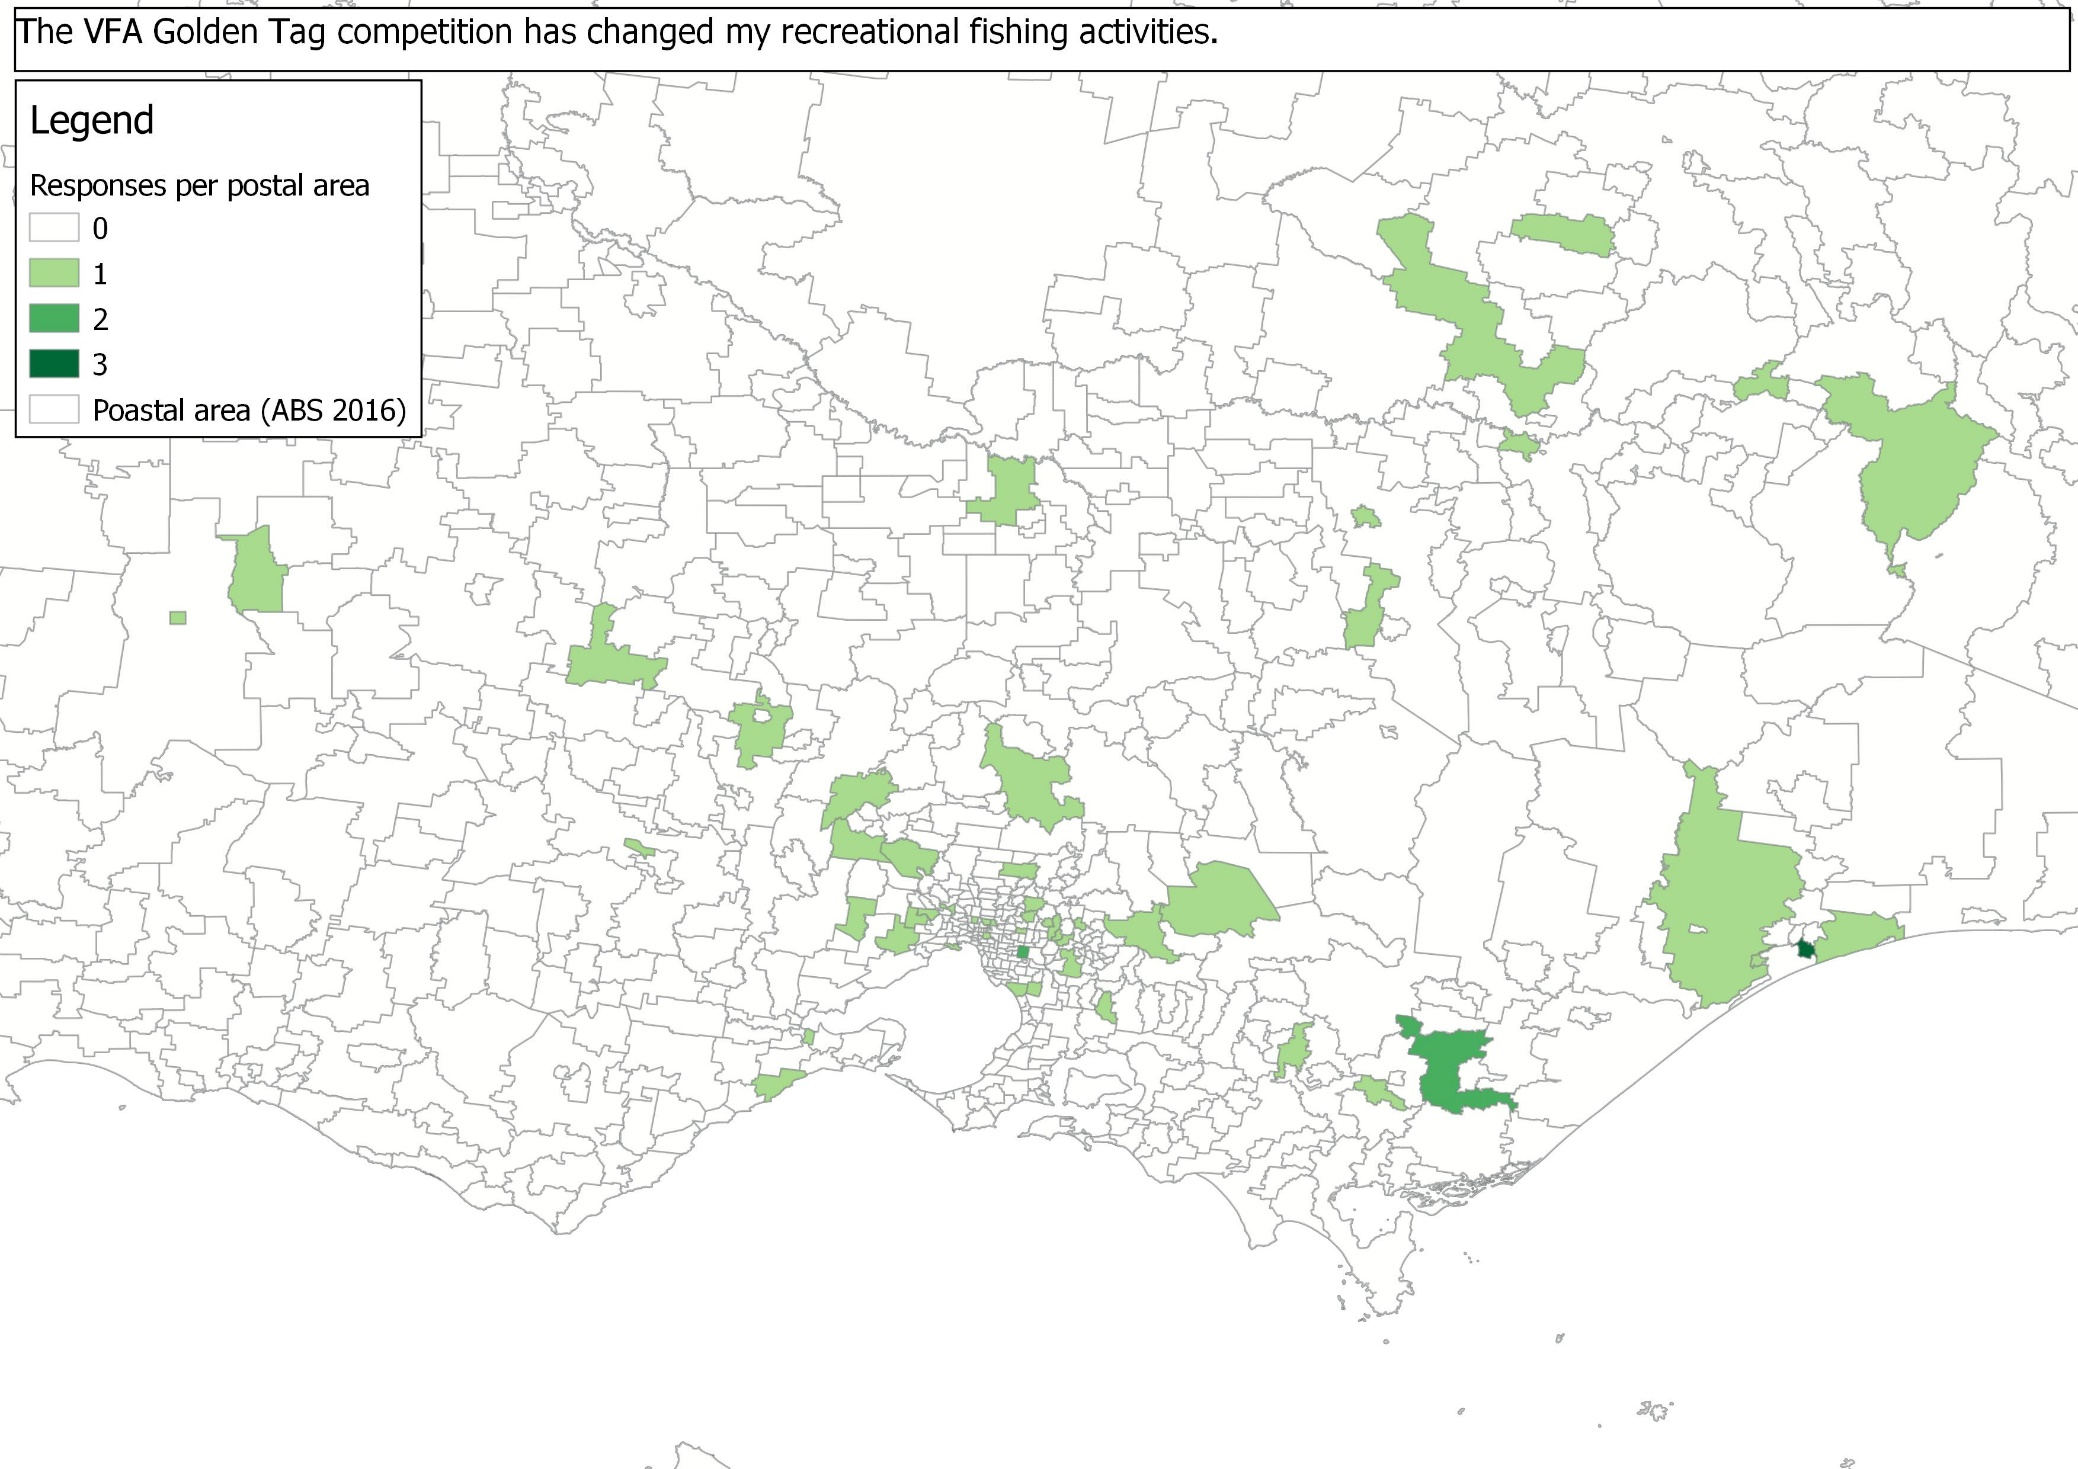 The VFA Golden Tag competition has changed my recreational fishing activities.
Legend
Responses per postal area
0
1
2
3
Poastal area (ABS 2016)